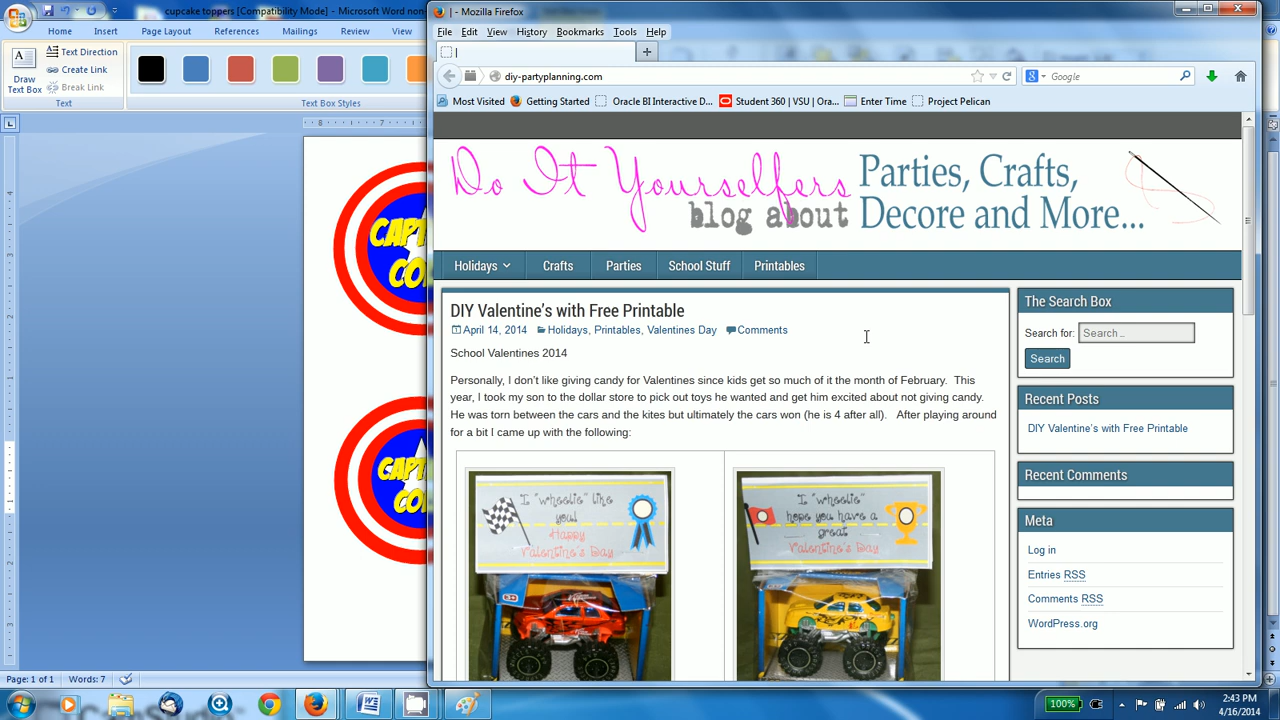 cupcake toppers [Compatibility Mode] - Microsoft Word non-
Home Insert Page Layout References Mailings Review View
Draw Text Box
Text Direction
Create Link
Break Link
Text
Text Box Styles
8 7
CAPT
CO
CAPT
CO
Page: 1 of 1 Words: 7
| - Mozilla Firefox
File Edit View History Bookmarks Tools Help
diy-partyplanning.com
Google
Most Visited Getting Started Oracle BI Interactive D... Student 360 | VSU | Ora... Enter Time Project Pelican
Do It Yourselfers
blog about
Parties, Crafts,
Decore and More...
Holidays Crafts Parties School Stuff Printables
DIY Valentine's with Free Printable
April 14, 2014 Holidays, Printables, Valentines Day Comments
School Valentines 2014
Personally, I don't like giving candy for Valentines since kids get so much of it the month of February. This
year, I took my son to the dollar store to pick out toys he wanted and get him excited about not giving candy.
He was torn between the cars and the kites but ultimately the cars won (he is 4 after all). After playing around
for a bit I came up with the following:
I "wheelie" like
you!
Happy
Valentine's Day
I "wheelie"
hope you have a
great
Valentine's Day
The Search Box
Search for: Search ...
Search
Recent Posts
DIY Valentine's with Free Printable
Recent Comments
Meta
Log in
Entries RSS
Comments RSS
WordPress.org
100%
2:43 PM
4/16/2014